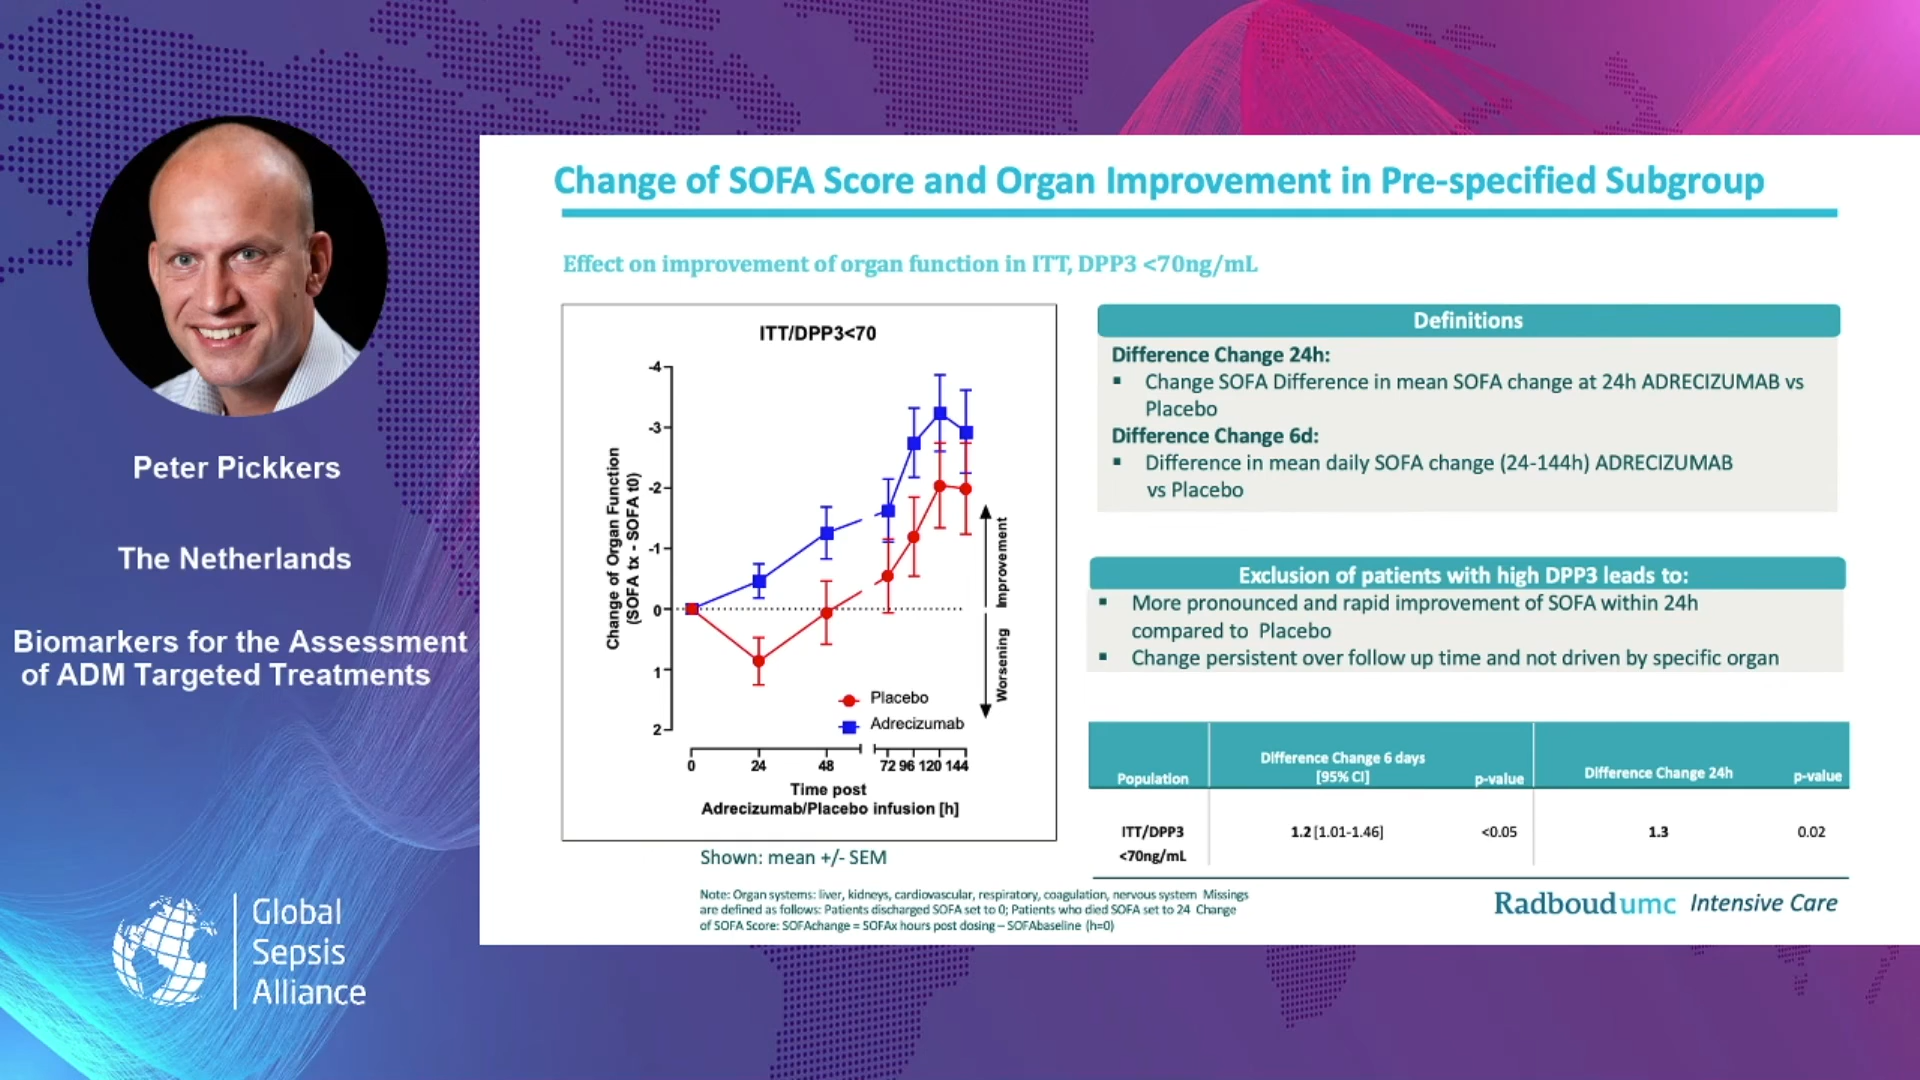 Peter Pickkers
The Netherlands
Biomarkers for the Assessment
of ADM Targeted Treatments
Global
Sepsis
Alliance
Change of SOFA Score and Organ Improvement in Pre-specified Subgroup
Effect on improvement of organ function in ITT, DPP3 <70ng/mL
ITT/DPP3<70
Change of Organ Function
(SOFA tx - SOFA t0)
-4
-3
-2
-1
0
1
2
Improvement
Worsening
Placebo
Adrecizumab
0 24 48 72 96 120 144
Time post
Adrecizumab/Placebo infusion [h]
Shown: mean +/- SEM
Note: Organ systems: liver, kidneys, cardiovascular, respiratory, coagulation, nervous system Missings
are defined as follows: Patients discharged SOFA set to 0; Patients who died SOFA set to 24 Change
of SOFA Score: SOFAchange = SOFAx hours post dosing – SOFAbaseline (h=0)
Definitions
Difference Change 24h:
▪ Change SOFA Difference in mean SOFA change at 24h ADRECIZUMAB vs
Placebo
Difference Change 6d:
▪ Difference in mean daily SOFA change (24-144h) ADRECIZUMAB
vs Placebo
Exclusion of patients with high DPP3 leads to:
▪ More pronounced and rapid improvement of SOFA within 24h
compared to Placebo
▪ Change persistent over follow up time and not driven by specific organ
Population Difference Change 6 days [95% CI] p-value Difference Change 24h p-value
ITT/DPP3 1.2 [1.01-1.46] <0.05 1.3 0.02
<70ng/mL
Radboudumc Intensive Care